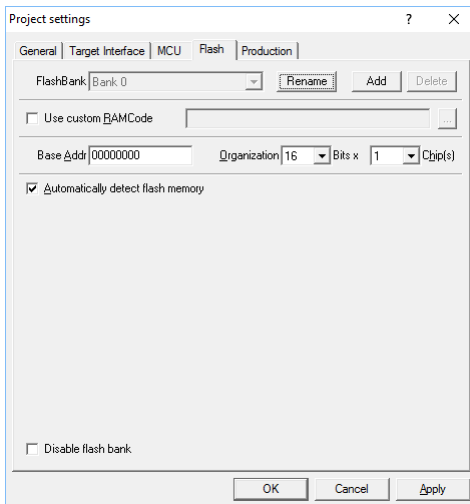 Project settings ? X
General Target Interface MCU Flash Production
FlashBank Bank 0 Rename Add Delete
Use custom RAMCode ...
Base Addr 00000000 Organization 16 Bits x 1 Chip(s)
Automatically detect flash memory
Disable flash bank
OK Cancel Apply